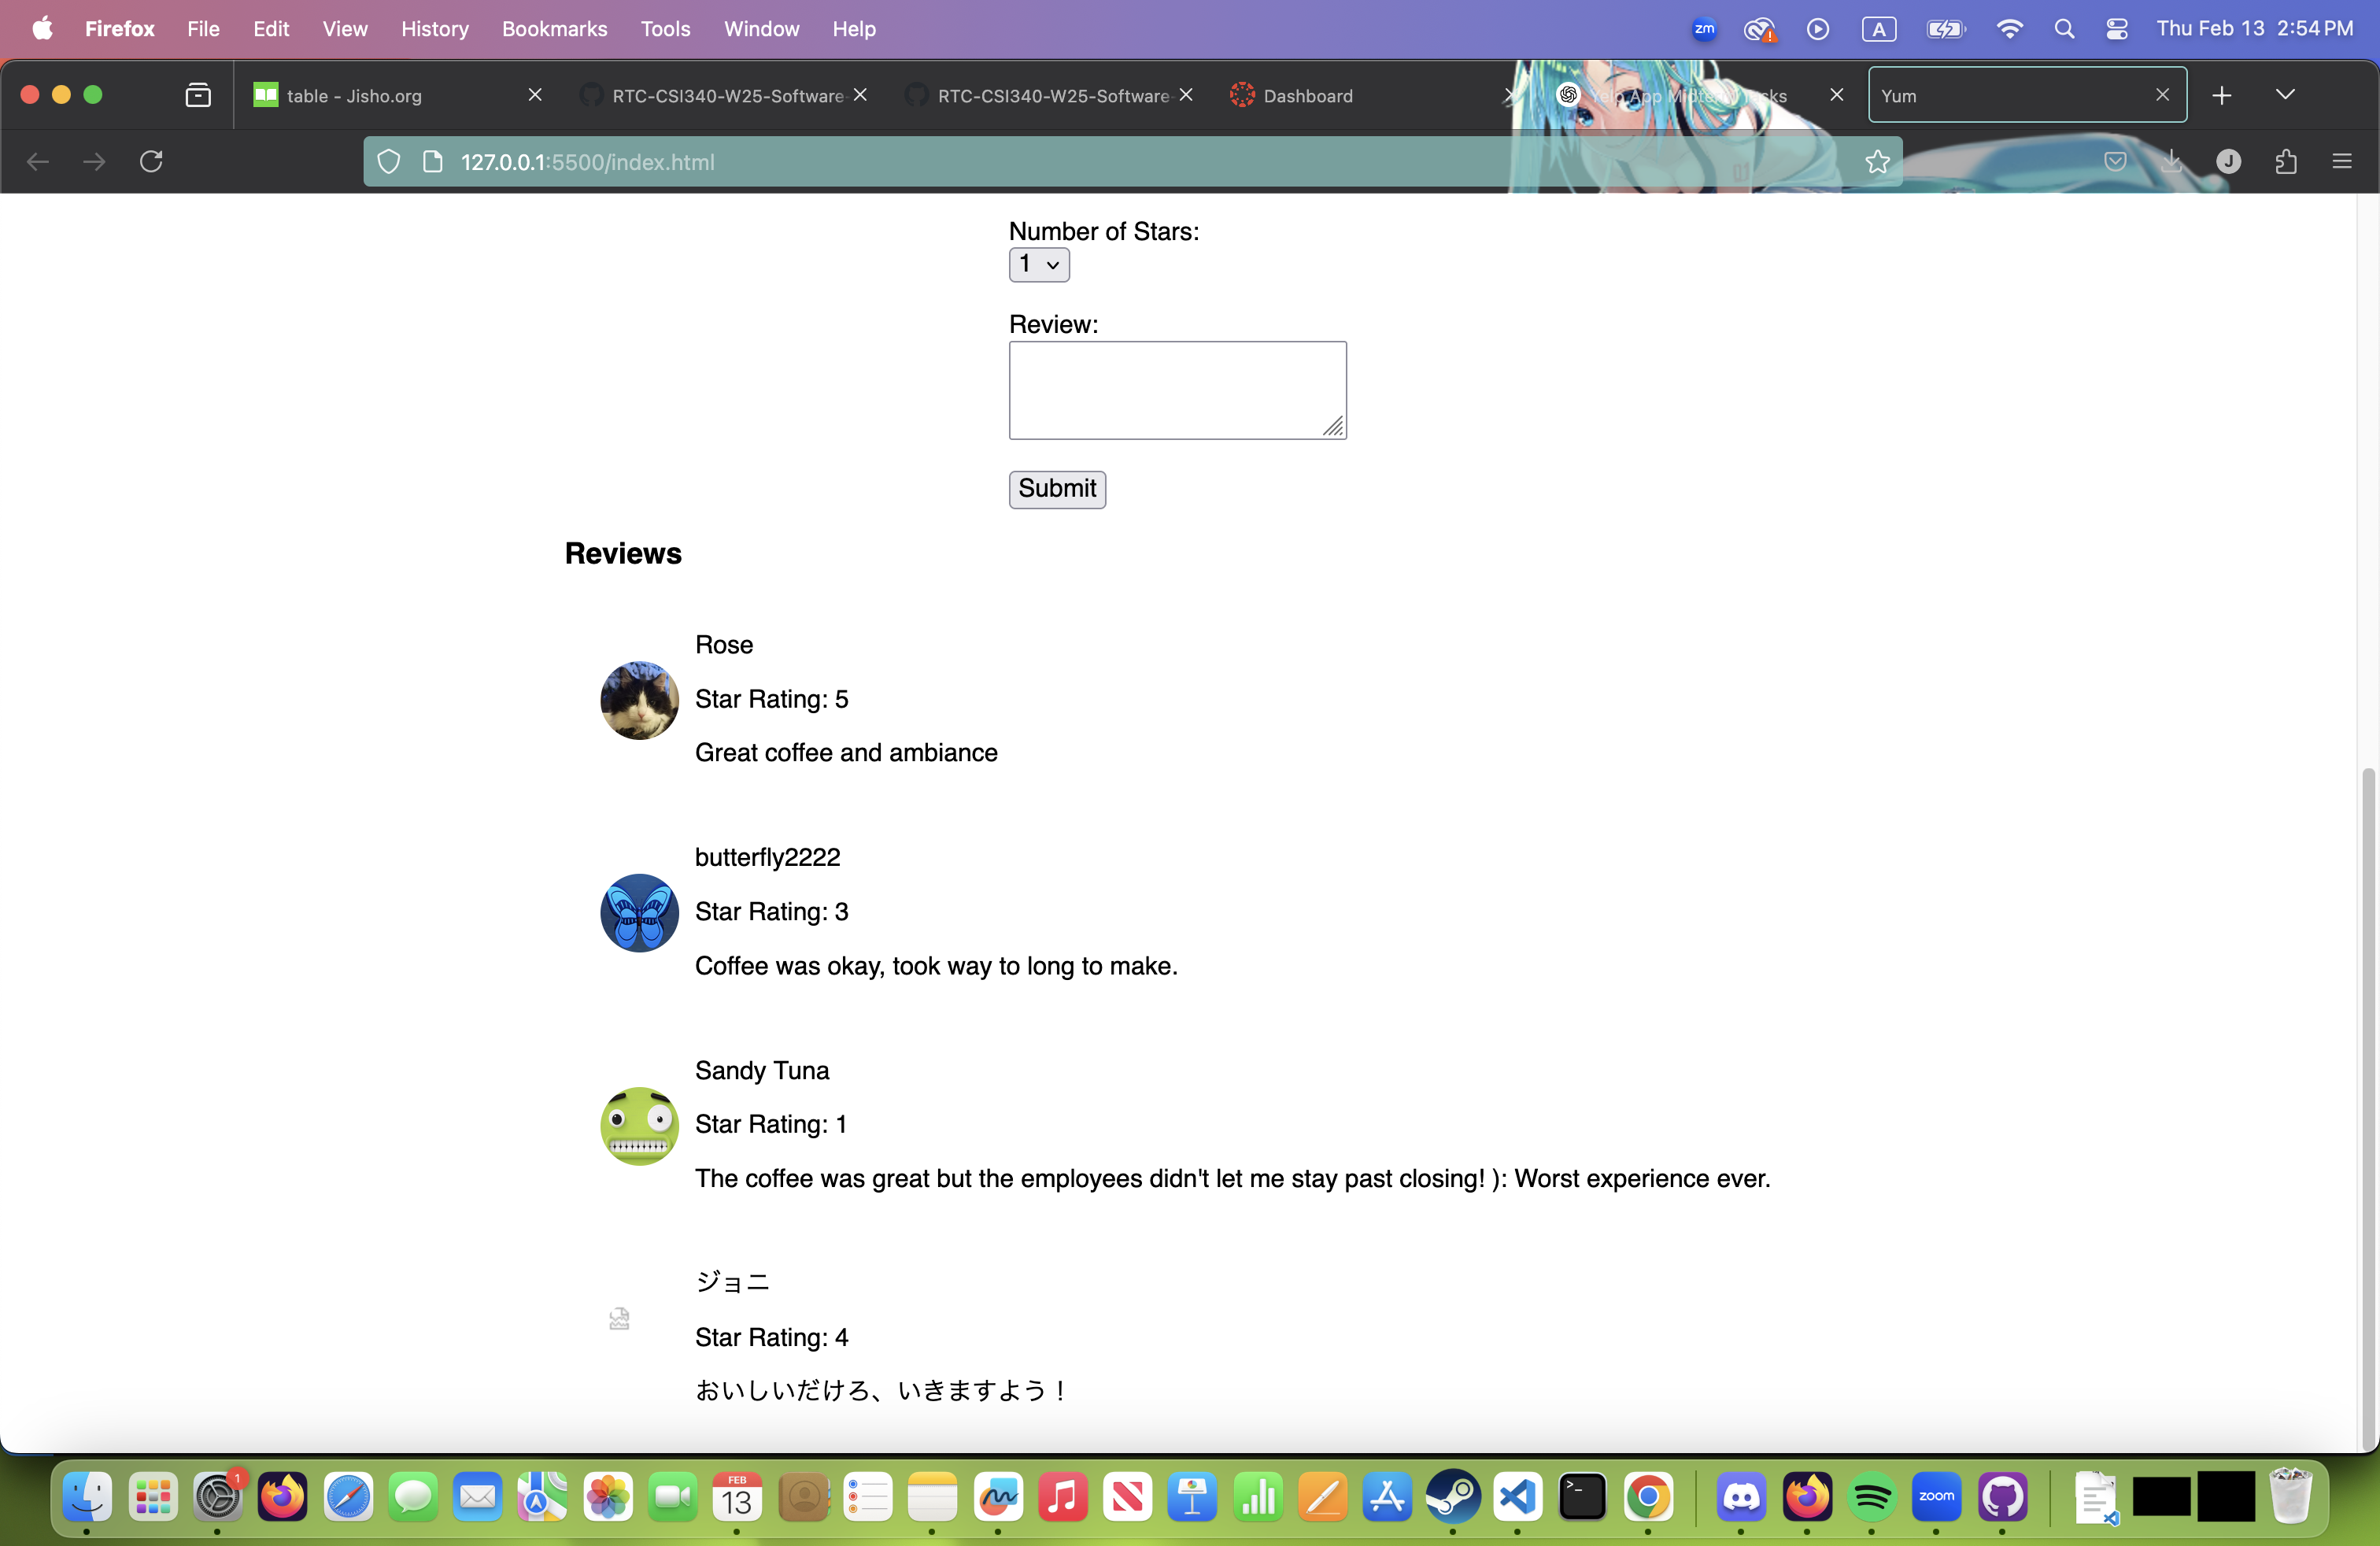 Firefox File Edit View History Bookmarks Tools Window Help zm A Thu Feb 13 2:54 PM
table - Jisho.org RTC-CSI340-W25-Software- RTC-CSI340-W25-Software- Dashboard Yelp App Midterm Tasks Yum
127.0.0.1:5500/index.html J
Number of Stars:
1
Review:
Submit
Reviews
Rose
Star Rating: 5
Great coffee and ambiance
butterfly2222
Star Rating: 3
Coffee was okay, took way to long to make.
Sandy Tuna
Star Rating: 1
The coffee was great but the employees didn't let me stay past closing! ): Worst experience ever.
ジョニ
Star Rating: 4
おいしいだけろ、いきますよう！
1 FEB 13 zoom